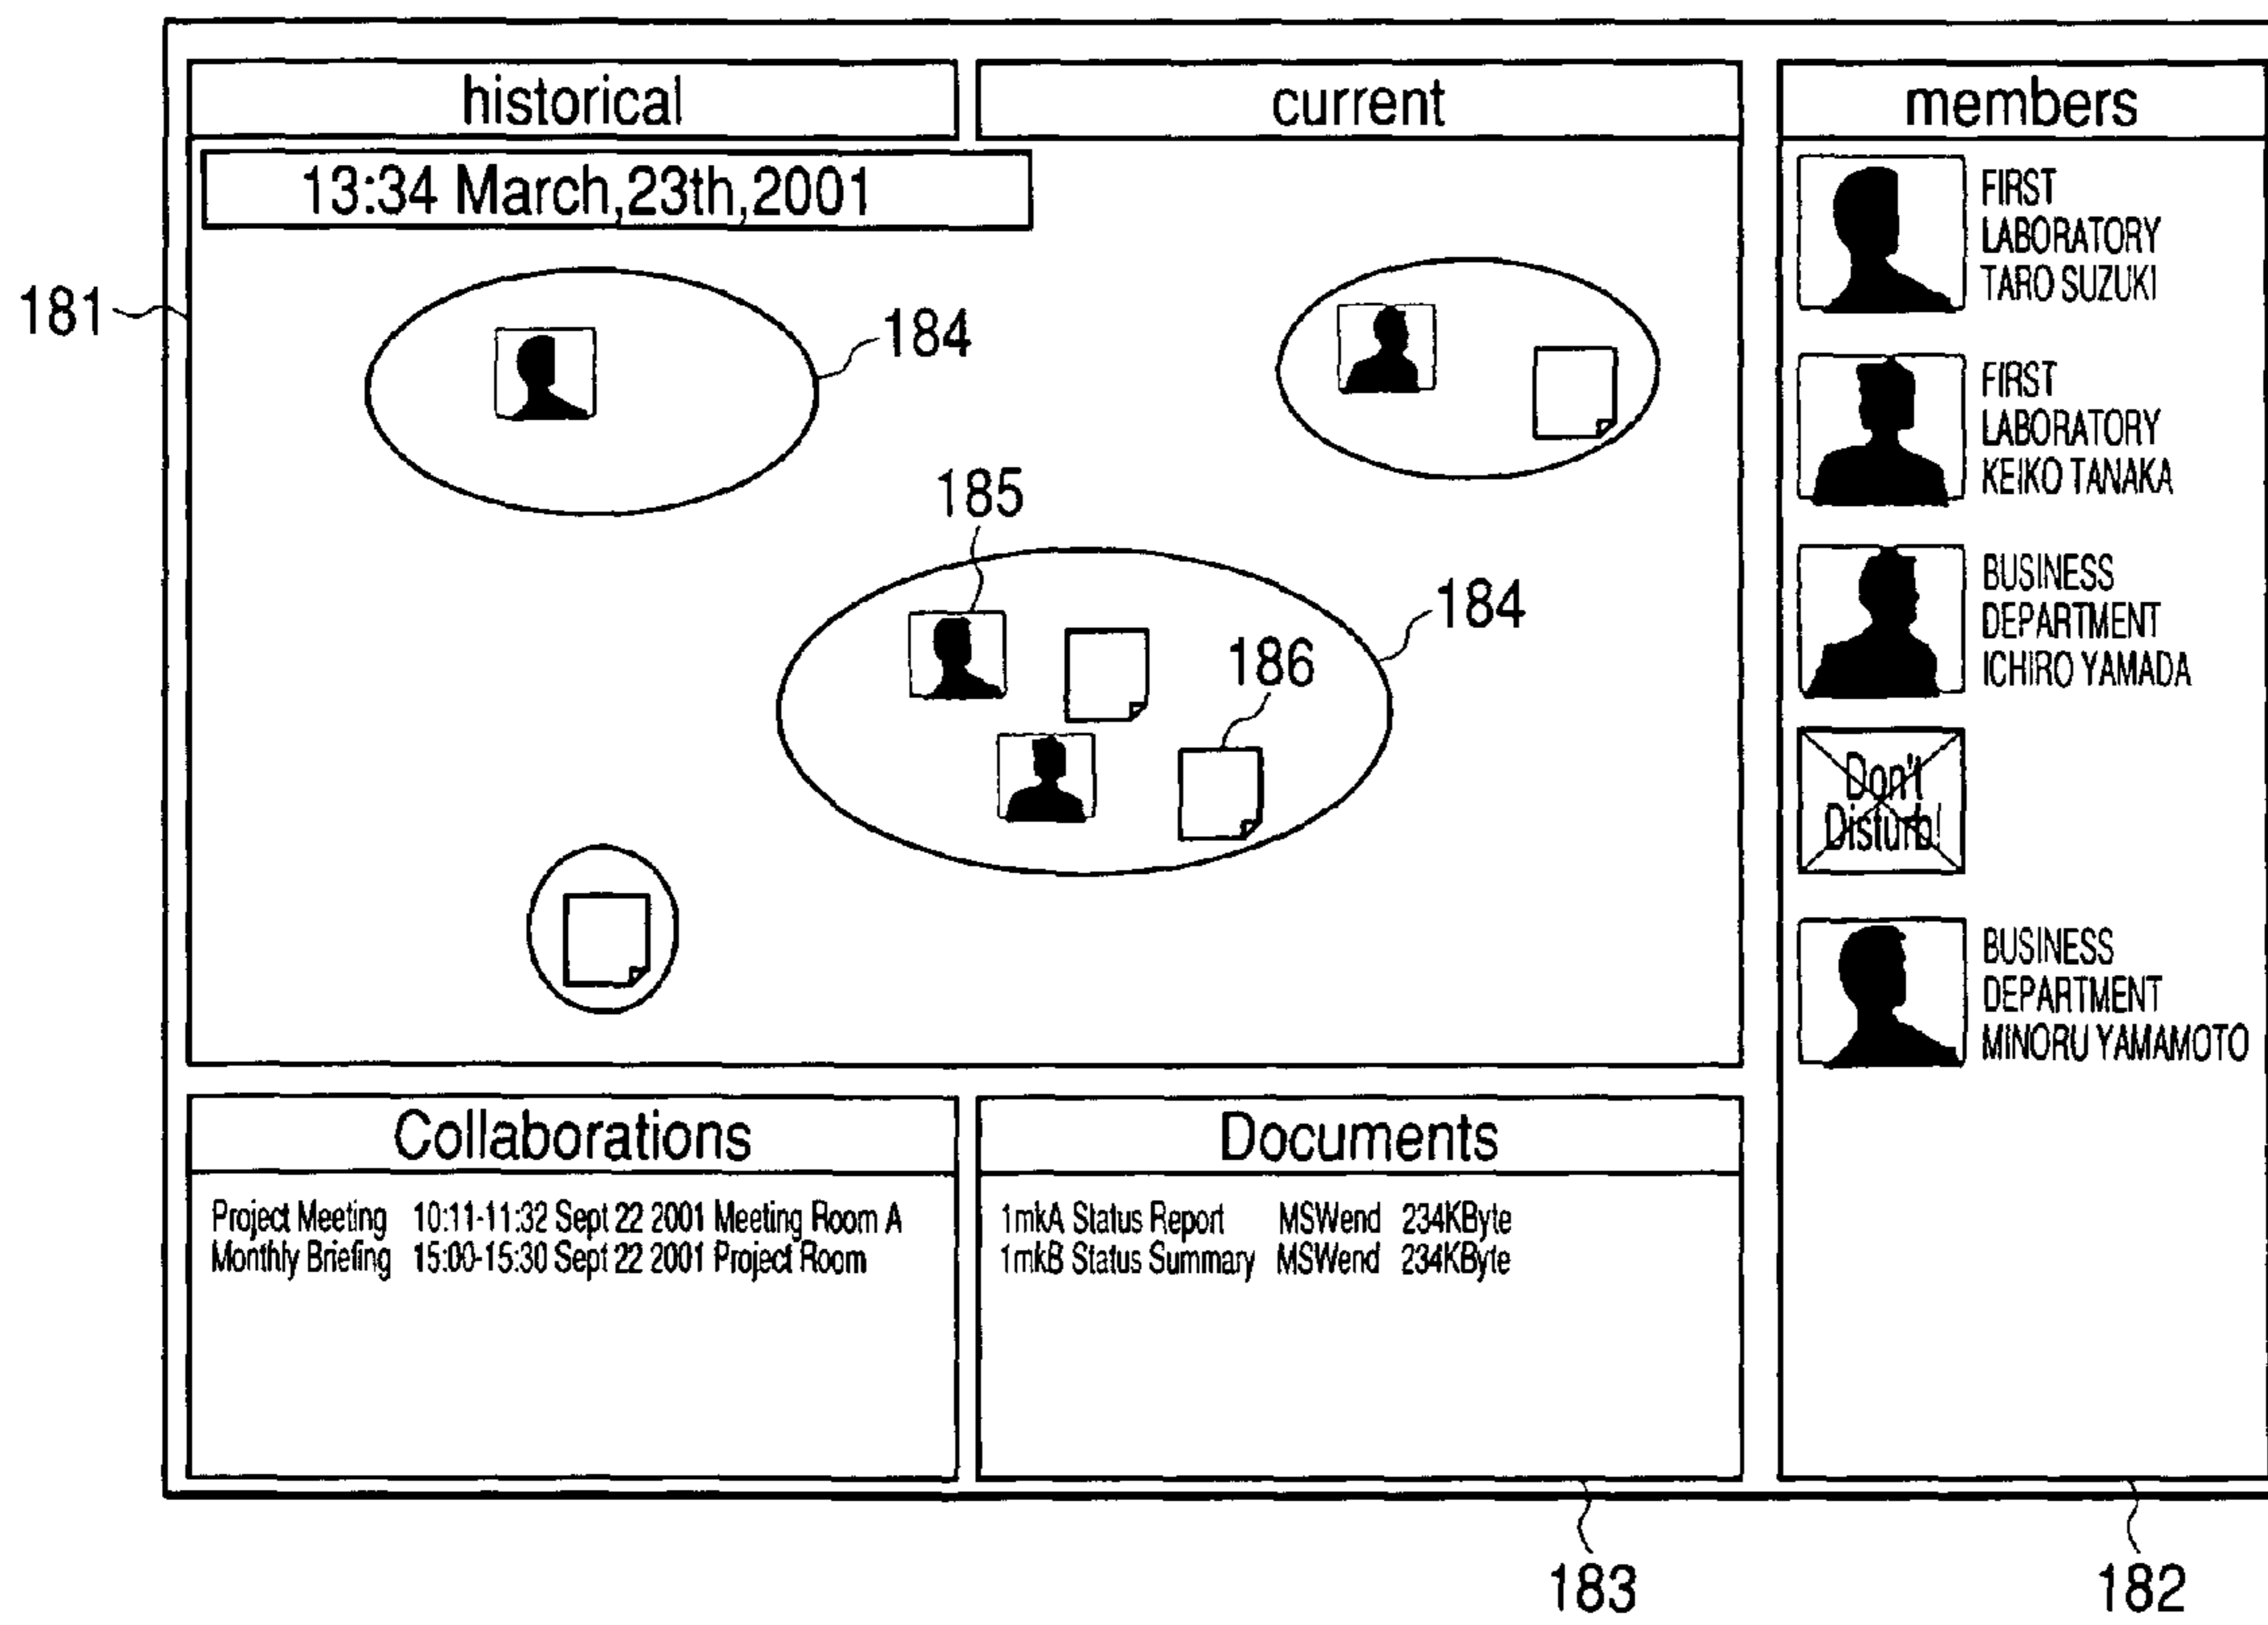 historical
current
members
13:34 March,23th,2001
181
184
185
184
186
FIRST
LABORATORY
TARO SUZUKI
FIRST
LABORATORY
KEIKO TANAKA
BUSINESS
DEPARTMENT
ICHIRO YAMADA
Don't
Disturb!
BUSINESS
DEPARTMENT
MINORU YAMAMOTO
Collaborations
Project Meeting 10:11-11:32 Sept 22 2001 Meeting Room A
Monthly Briefing 15:00-15:30 Sept 22 2001 Project Room
Documents
1mkA Status Report MSWend 234KByte
1mkB Status Summary MSWend 234KByte
183
182